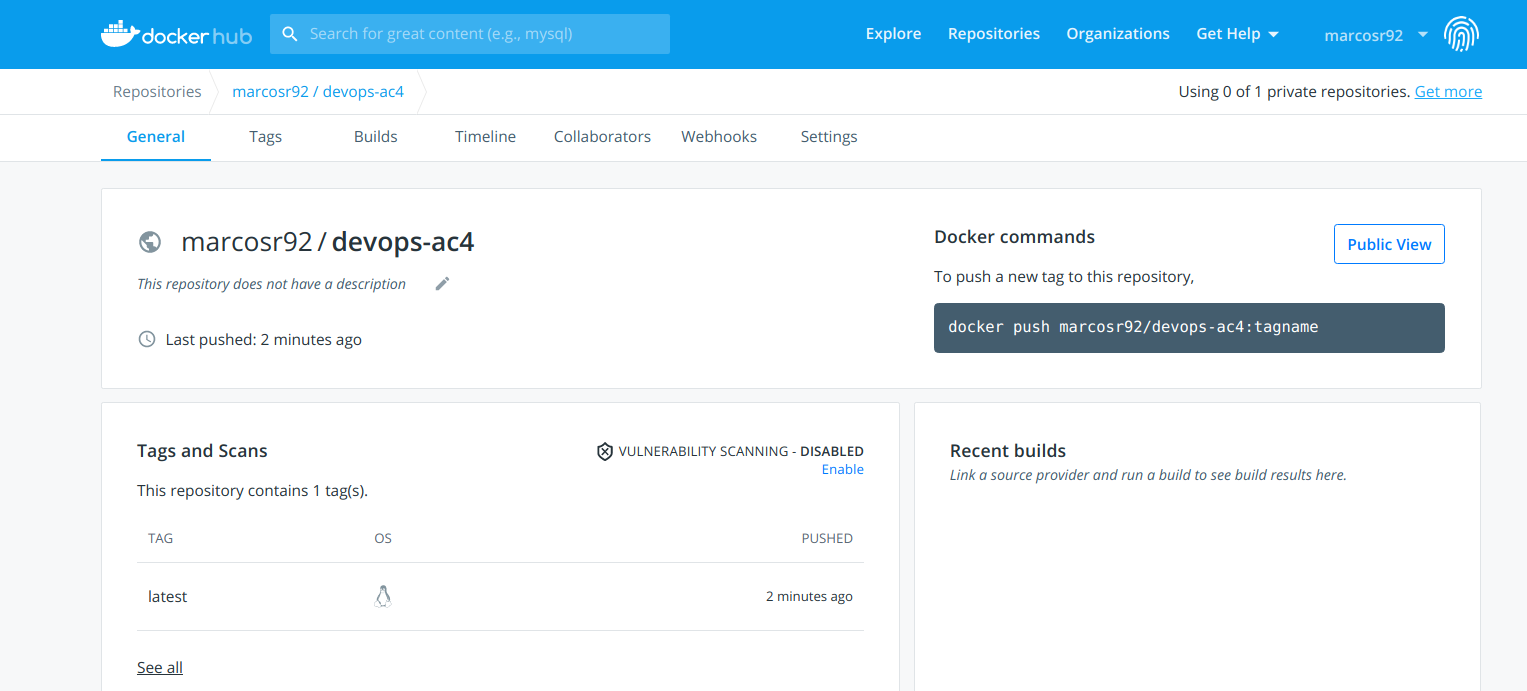 docker hub
Search for great content (e.g., mysql)
Explore
Repositories
Organizations
Get Help
marcosr92
Repositories
marcosr92 / devops-ac4
Using 0 of 1 private repositories. Get more
General
Tags
Builds
Timeline
Collaborators
Webhooks
Settings
marcosr92 / devops-ac4
This repository does not have a description
Last pushed: 2 minutes ago
Docker commands
Public View
To push a new tag to this repository,
docker push marcosr92/devops-ac4:tagname
Tags and Scans
VULNERABILITY SCANNING - DISABLED
Enable
This repository contains 1 tag(s).
TAG
OS
PUSHED
latest
2 minutes ago
See all
Recent builds
Link a source provider and run a build to see build results here.